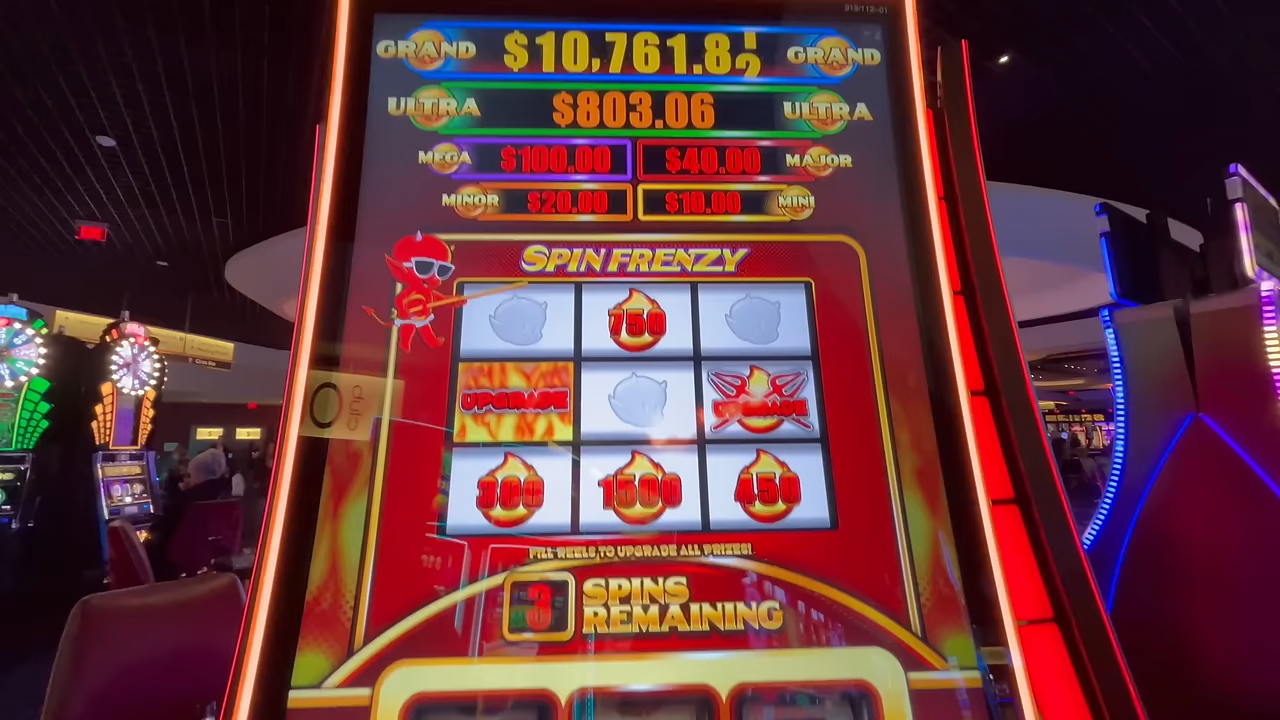 GRAND $10,761.82 GRAND
ULTRA $803.06 ULTRA
MEGA $100.00 $40.00 MAJOR
MINOR $20.00 $10.00 MINI
SPIN FRENZY
750
UPGRADE UPGRADE
300 1500 450
FILL REELS TO UPGRADE ALL PRIZES!
3 SPINS
REMAINING